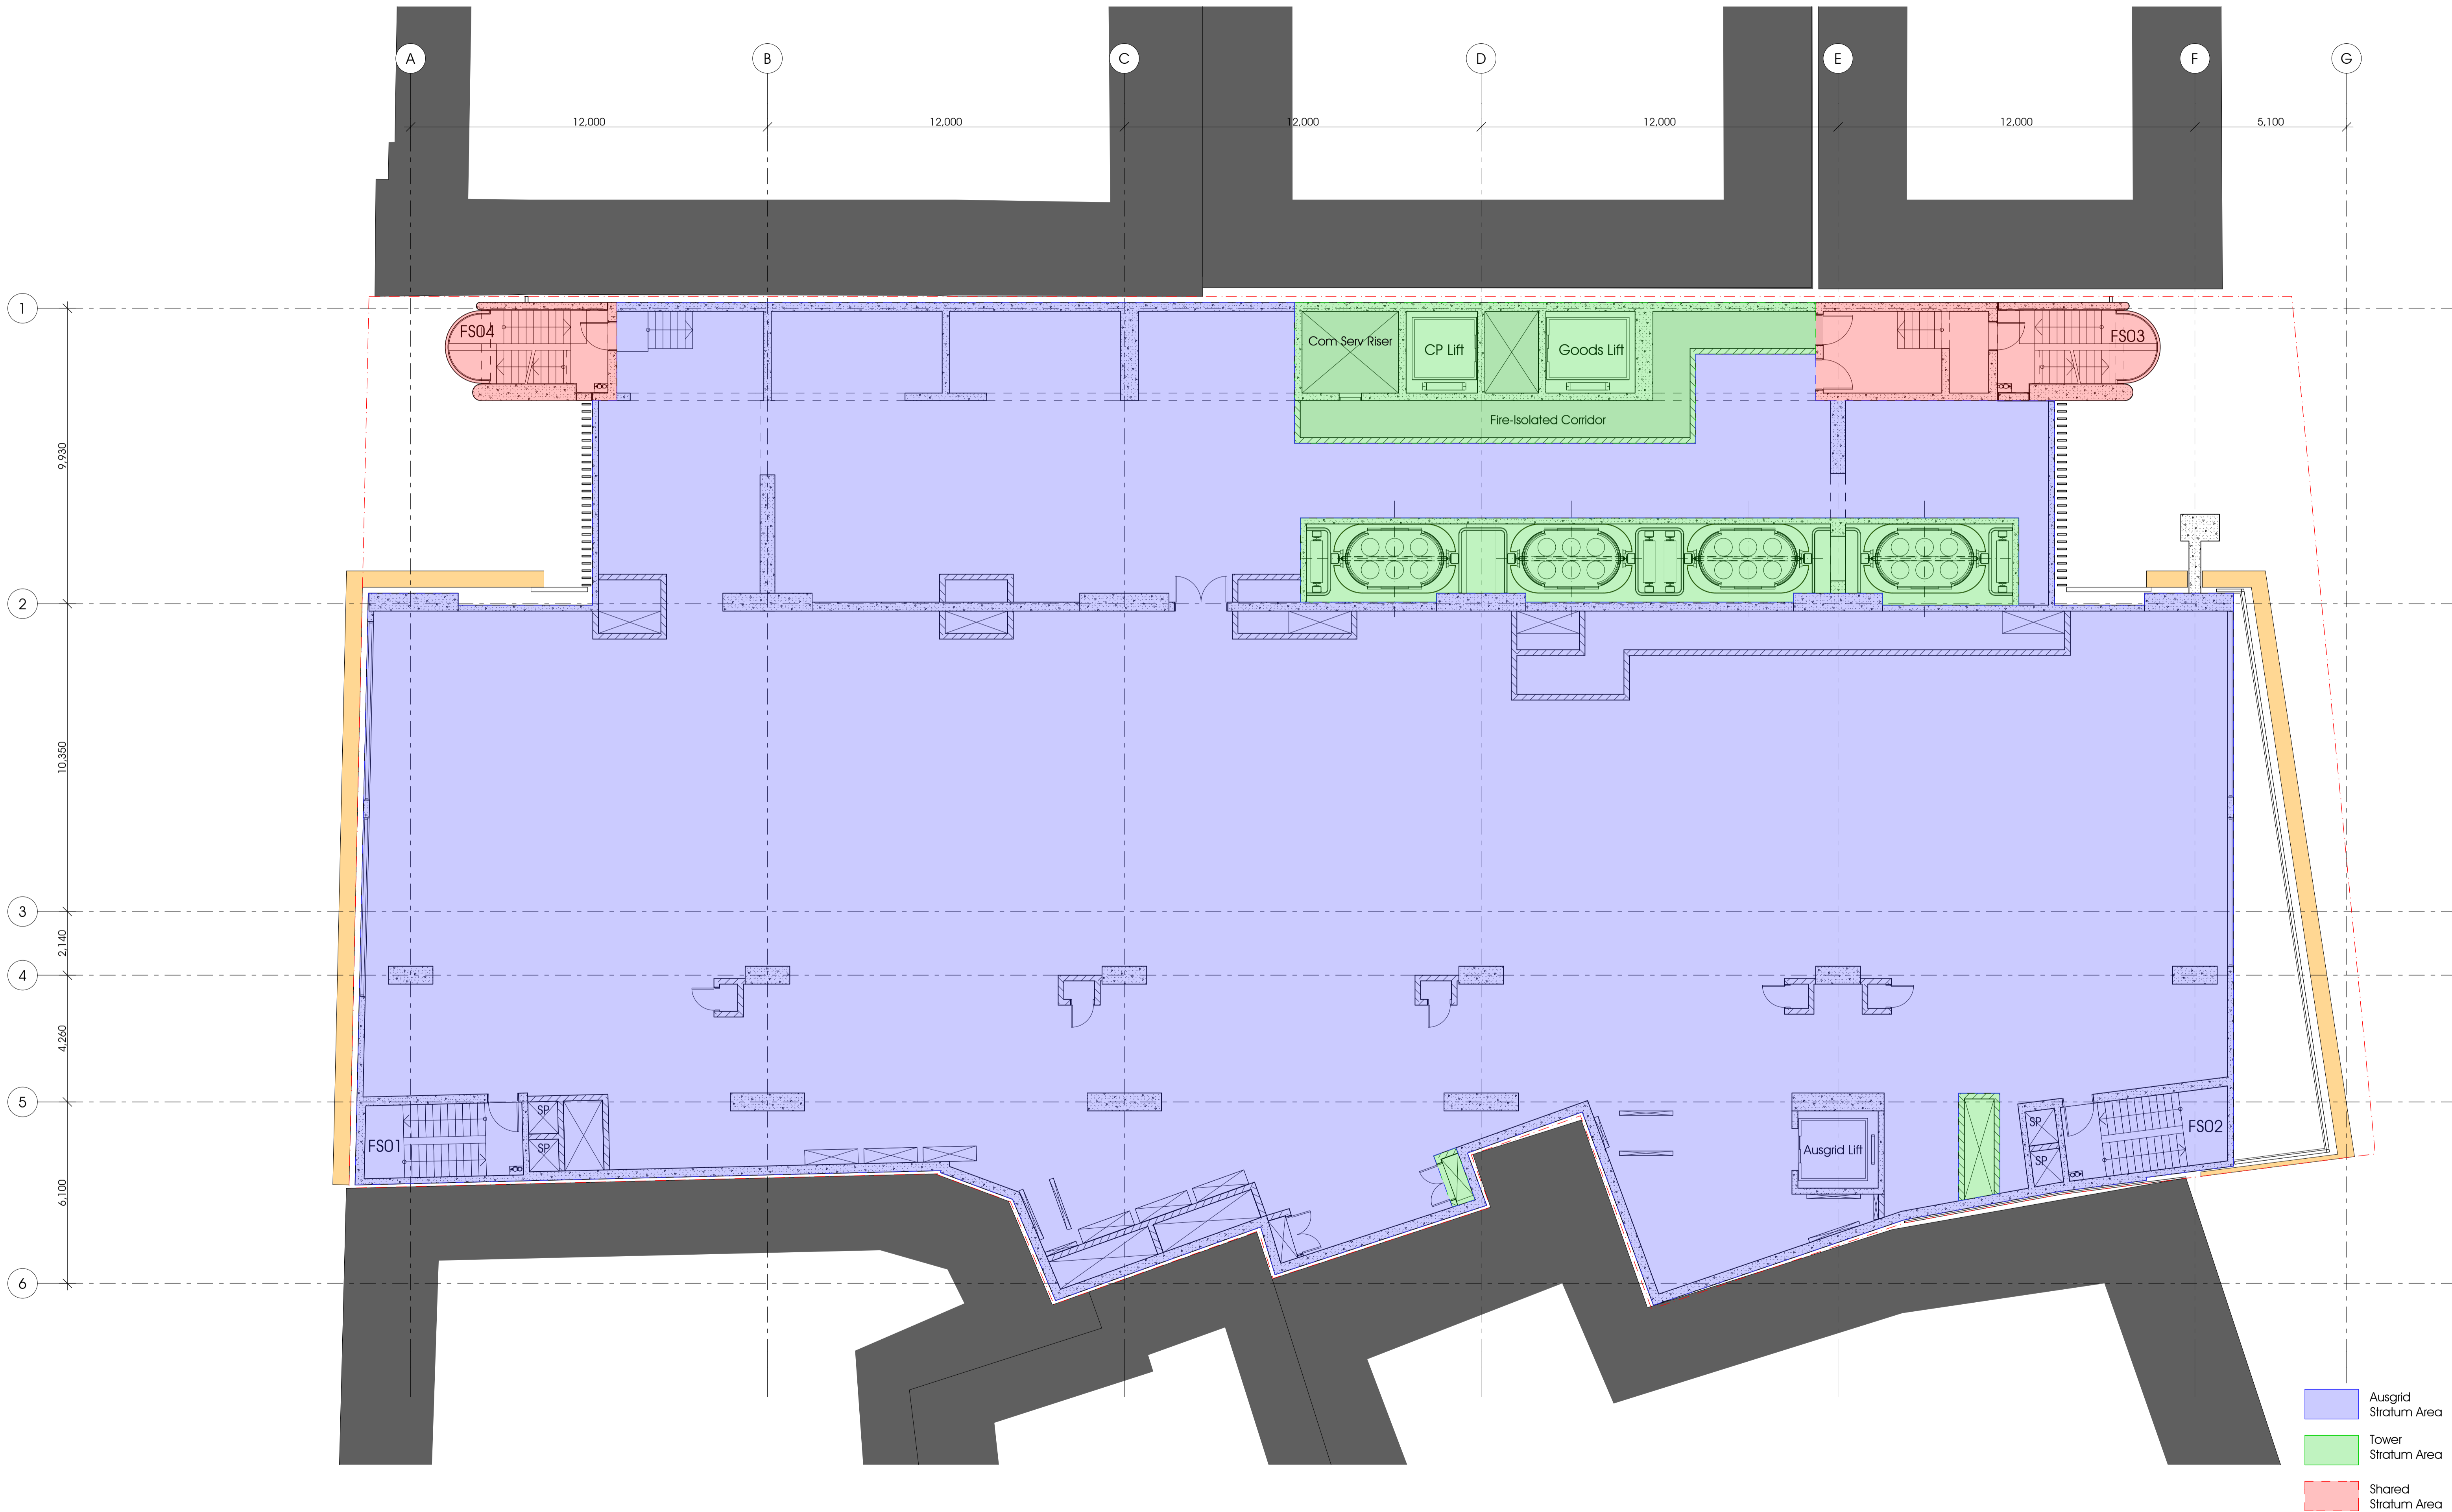 A B C D E F G
12,000 12,000 12,000 12,000 12,000 5,100
1
FS04
Com Serv Riser
CP Lift
Goods Lift
FS03
Fire-Isolated Corridor
9,930
2
10,350
3
2,140
4
4,260
5
SP
SP
FS01
SP
SP
FS02
Ausgrid Lift
6,100
6
Ausgrid
Stratum Area
Tower
Stratum Area
Shared
Stratum Area